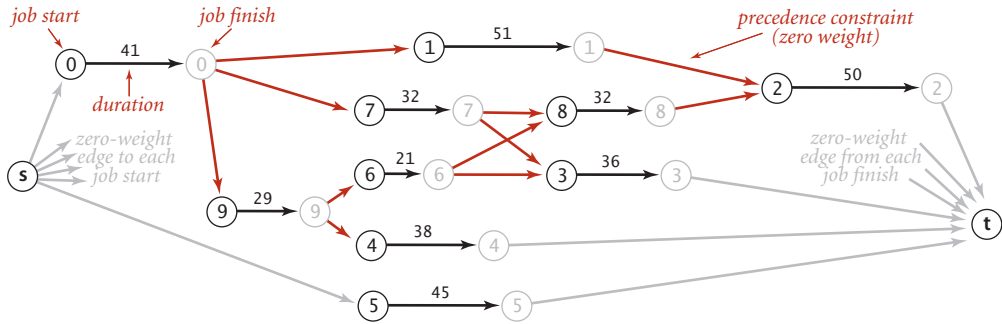 job start
job finish
precedence constraint
(zero weight)
41
51
0
0
1
1
50
duration
32
32
2
2
7
7
8
8
zero-weight
edge to each
job start
zero-weight
edge from each
job finish
21
36
s
6
6
3
3
29
9
9
38
t
4
4
45
5
5